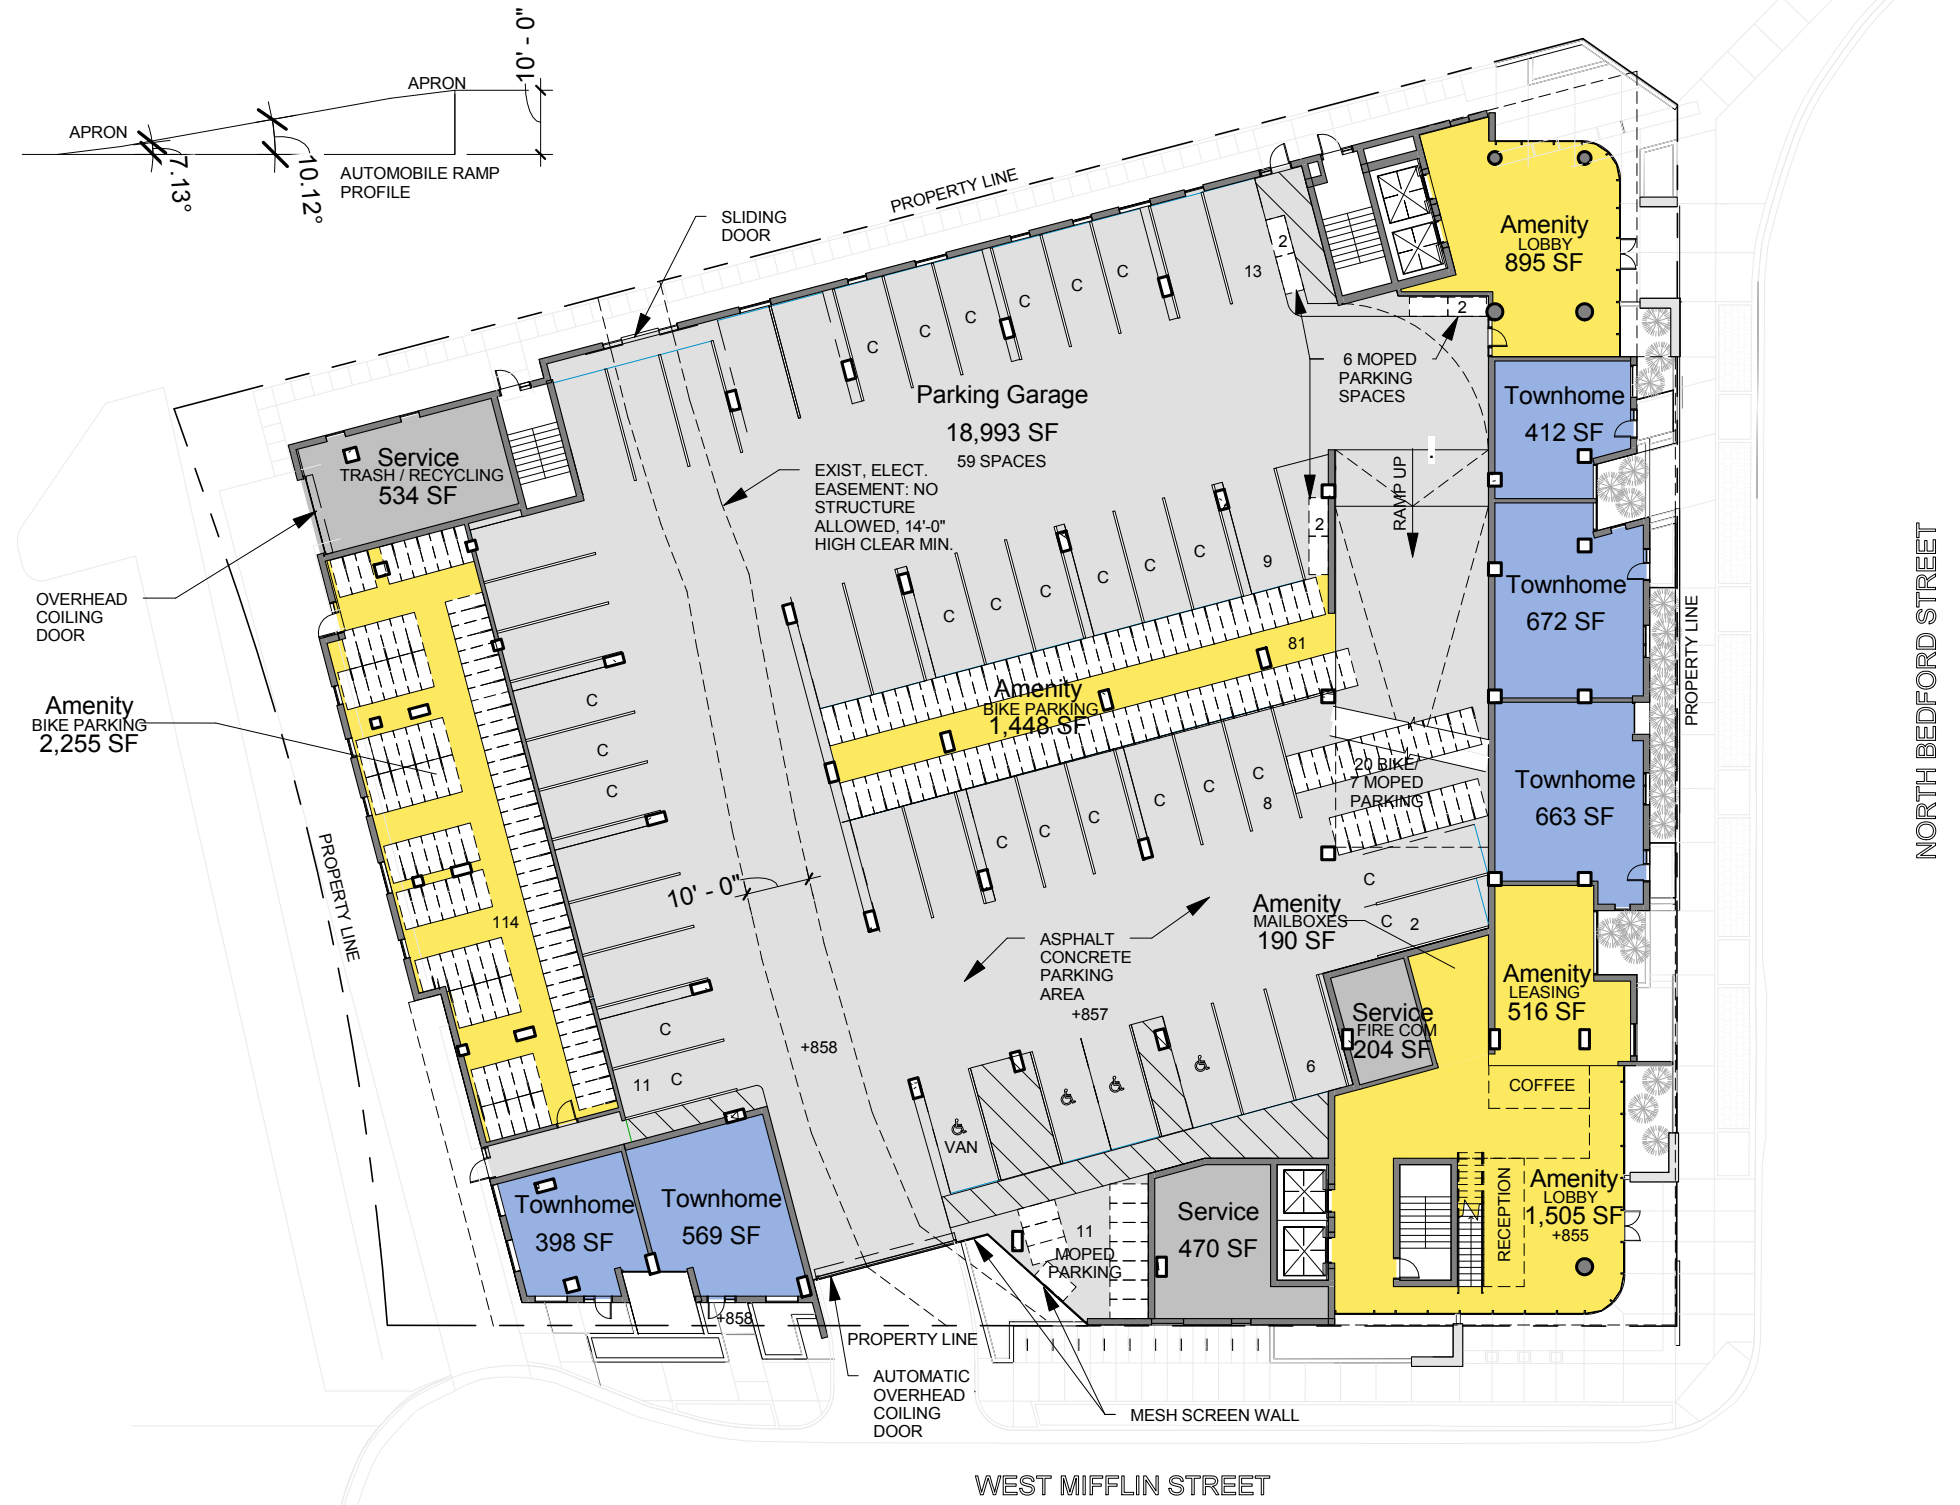 10' - 0"
APRON
APRON
7.13°
10.12°
AUTOMOBILE RAMP
PROFILE
SLIDING
DOOR
PROPERTY LINE
Amenity
LOBBY
895 SF
2
13
2
C
C
C
C
C
C
6 MOPED
PARKING
SPACES
Parking Garage
18,993 SF
59 SPACES
Townhome
412 SF
Service
TRASH / RECYCLING
534 SF
EXIST, ELECT.
EASEMENT: NO
STRUCTURE
ALLOWED, 14'-0"
HIGH CLEAR MIN.
RAMP UP
2
9
C
C
C
C
C
C
OVERHEAD
COILING
DOOR
Townhome
672 SF
PROPERTY LINE
NORTH BEDFORD STREET
81
Amenity
BIKE PARKING
1,448 SF
Amenity
BIKE PARKING
2,255 SF
C
C
C
20 BIKE/
7 MOPED
PARKING
Townhome
663 SF
C
C
C
C
C
C
8
PROPERTY LINE
10' - 0"
114
C
C
2
Amenity
MAILBOXES
190 SF
ASPHALT
CONCRETE
PARKING
AREA
+857
Amenity
LEASING
516 SF
Service
FIRE COM
204 SF
+858
C
11
C
6
COFFEE
VAN
Townhome
398 SF
Townhome
569 SF
11
MOPED
PARKING
Service
470 SF
RECEPTION
Amenity
LOBBY
1,505 SF
+855
+858
PROPERTY LINE
AUTOMATIC
OVERHEAD
COILING
DOOR
MESH SCREEN WALL
WEST MIFFLIN STREET